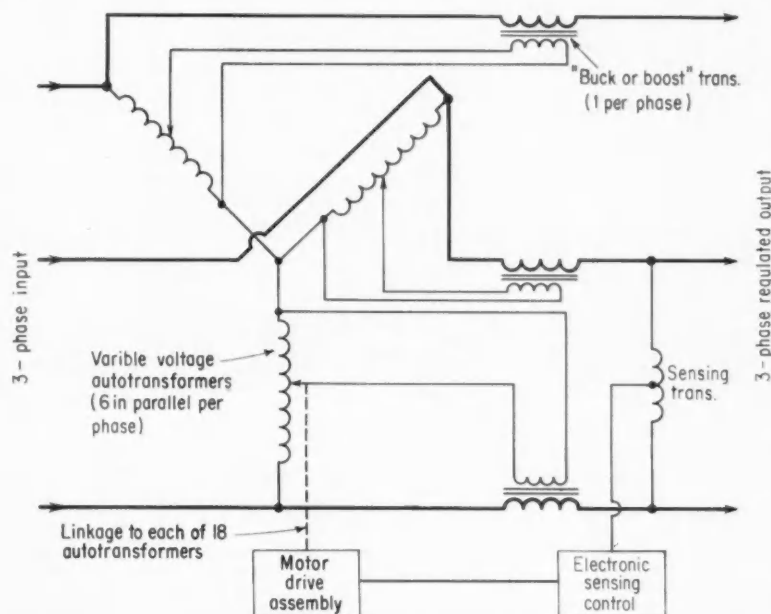 "Buck or boost" trans.
(1 per phase)
3-phase input
3-phase regulated output
Varible voltage
autotransformers
(6 in parallel per
phase)
Sensing
trans.
Linkage to each of 18
autotransformers
Motor
drive
assembly
Electronic
sensing
control